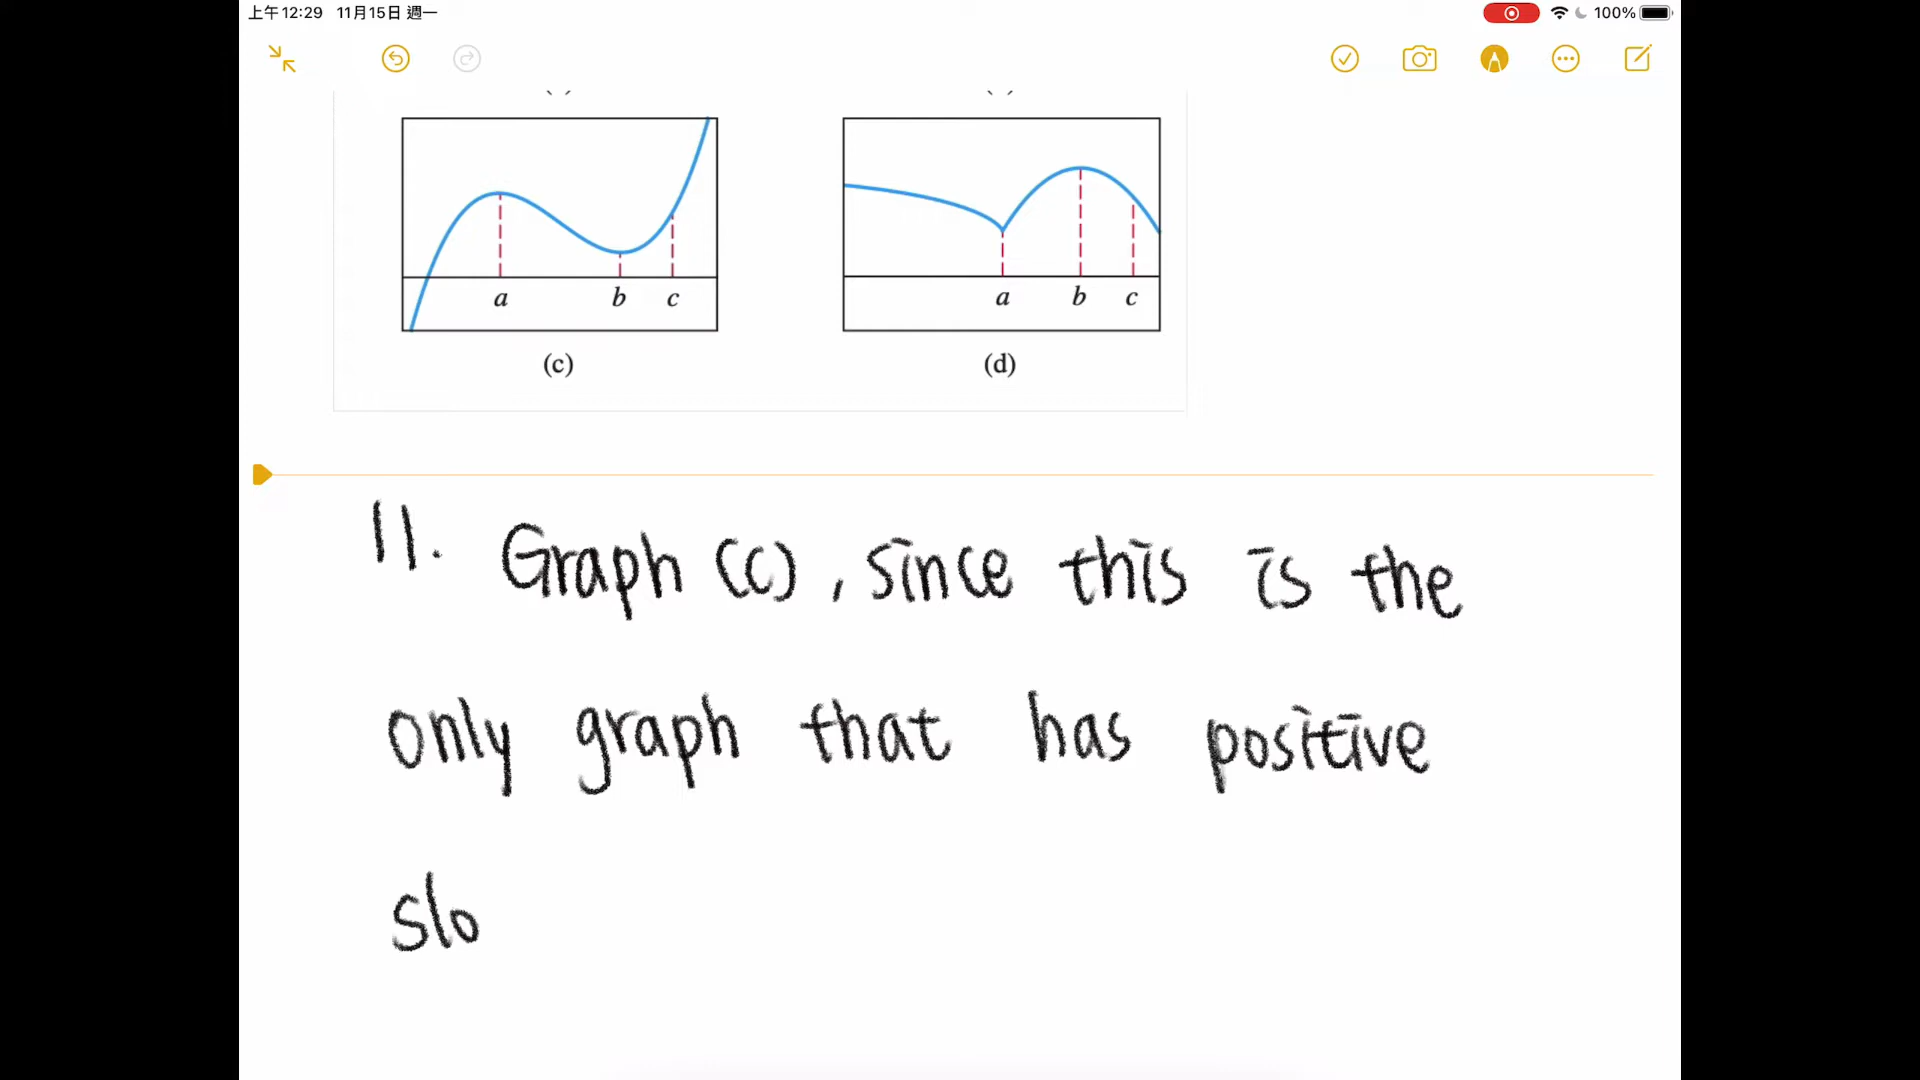 上午12:29 11月15日 週一
100%
a b c
a b c
(c)
(d)
11. Graph (c), since this is the
only graph that has positive
slo